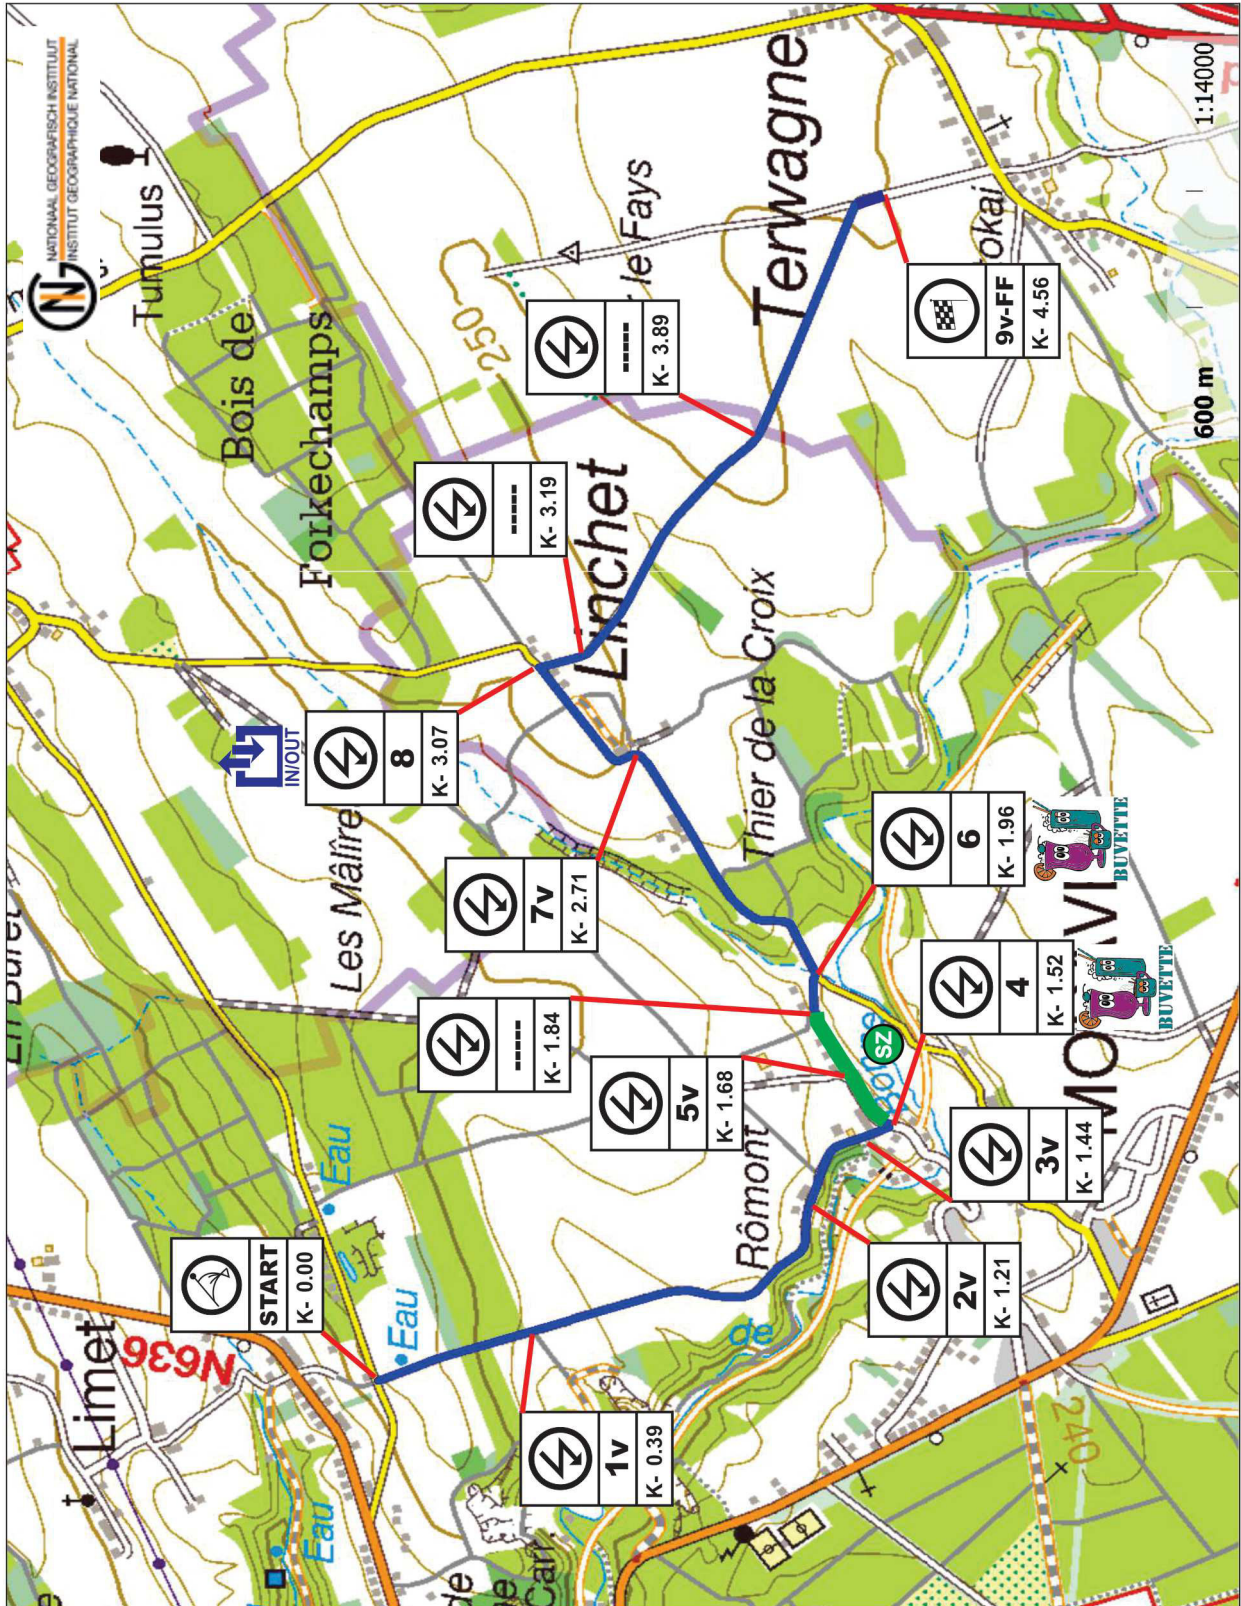 NATIONAAL GEOGRAFISCH INSTITUUT
INSTITUT GEOGRAPHIQUE NATIONAL
Limet
N636
Eau
START
K- 0.00
Eau
Eau
Les Mâlire
IN/OUT
8
K- 3.07
Bois de
Forkechamps
Tumulus
1v
K- 0.39
Carr.
-----
K- 1.84
7v
K- 2.71
-----
K- 3.19
250
-----
K- 3.89
le Fays
5v
K- 1.68
Linchet
Rômont
Thier de la Croix
Terwagne
de
2v
K- 1.21
SZ
6
K- 1.96
BUVETTE
9v-FF
K- 4.56
3v
K- 1.44
4
K- 1.52
BUVETTE
okai
240
600 m
1:14000